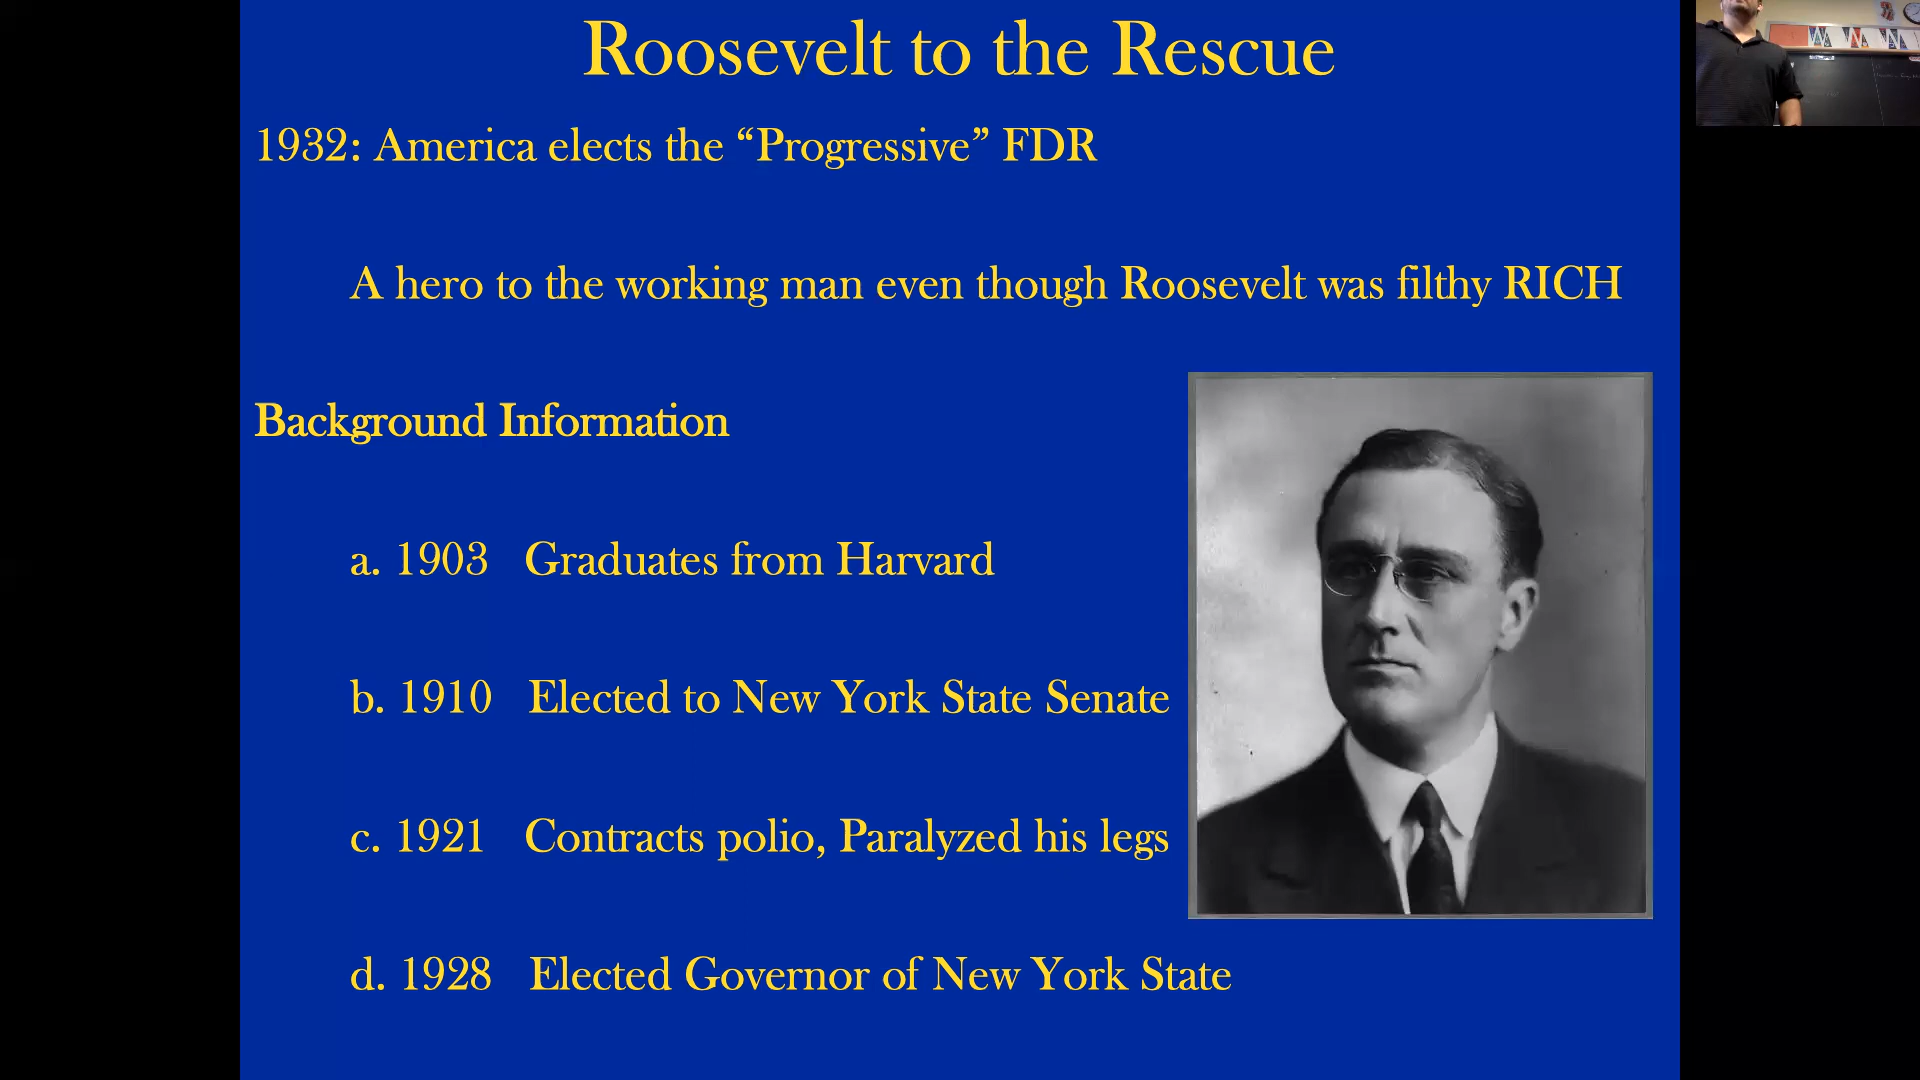 Roosevelt to the Rescue
1932: America elects the “Progressive” FDR
A hero to the working man even though Roosevelt was filthy RICH
Background Information
a. 1903 Graduates from Harvard
b. 1910 Elected to New York State Senate
c. 1921 Contracts polio, Paralyzed his legs
d. 1928 Elected Governor of New York State